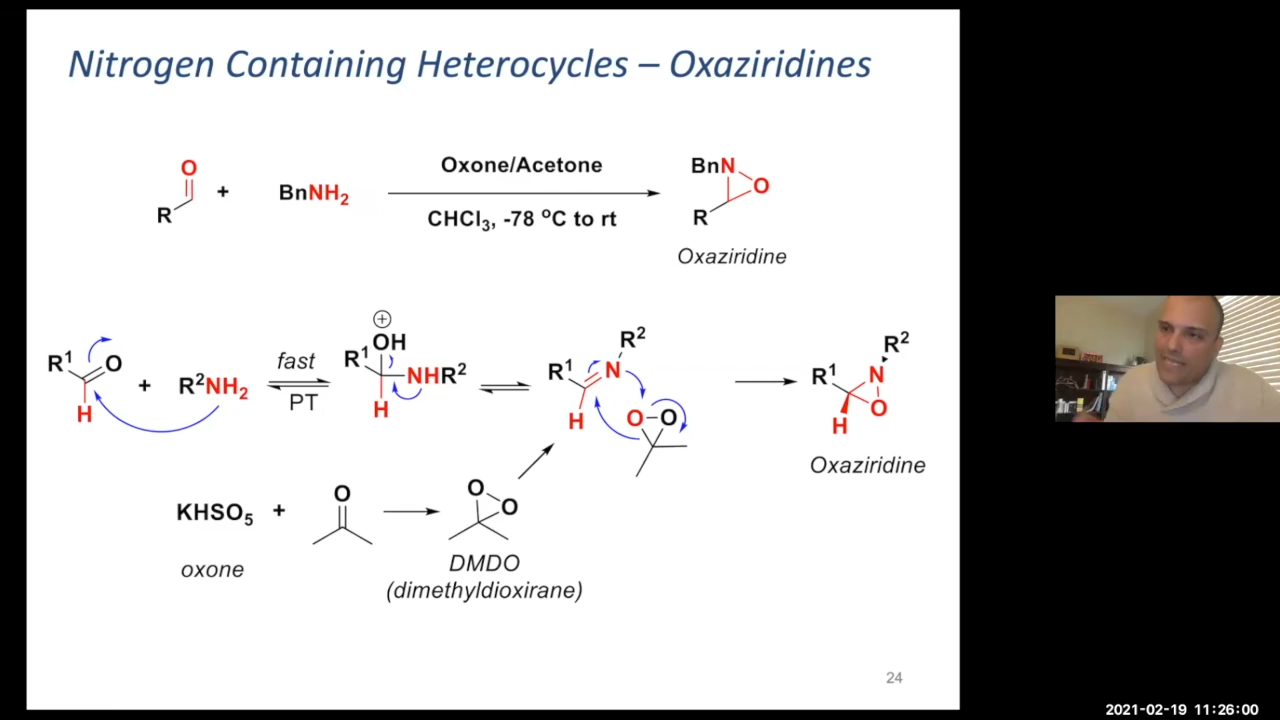 Nitrogen Containing Heterocycles – Oxaziridines
O
R
+
BnNH2
Oxone/Acetone
CHCl3, -78 °C to rt
BnN
O
R
Oxaziridine
R1
O
H
+
R2NH2
fast
PT
⊕
OH
R1
NHR2
H
R2
R1
N
H
O
O
R2
R1
N
O
H
Oxaziridine
KHSO5
+
O
O
O
oxone
DMDO
(dimethyldioxirane)
24
2021-02-19 11:26:00